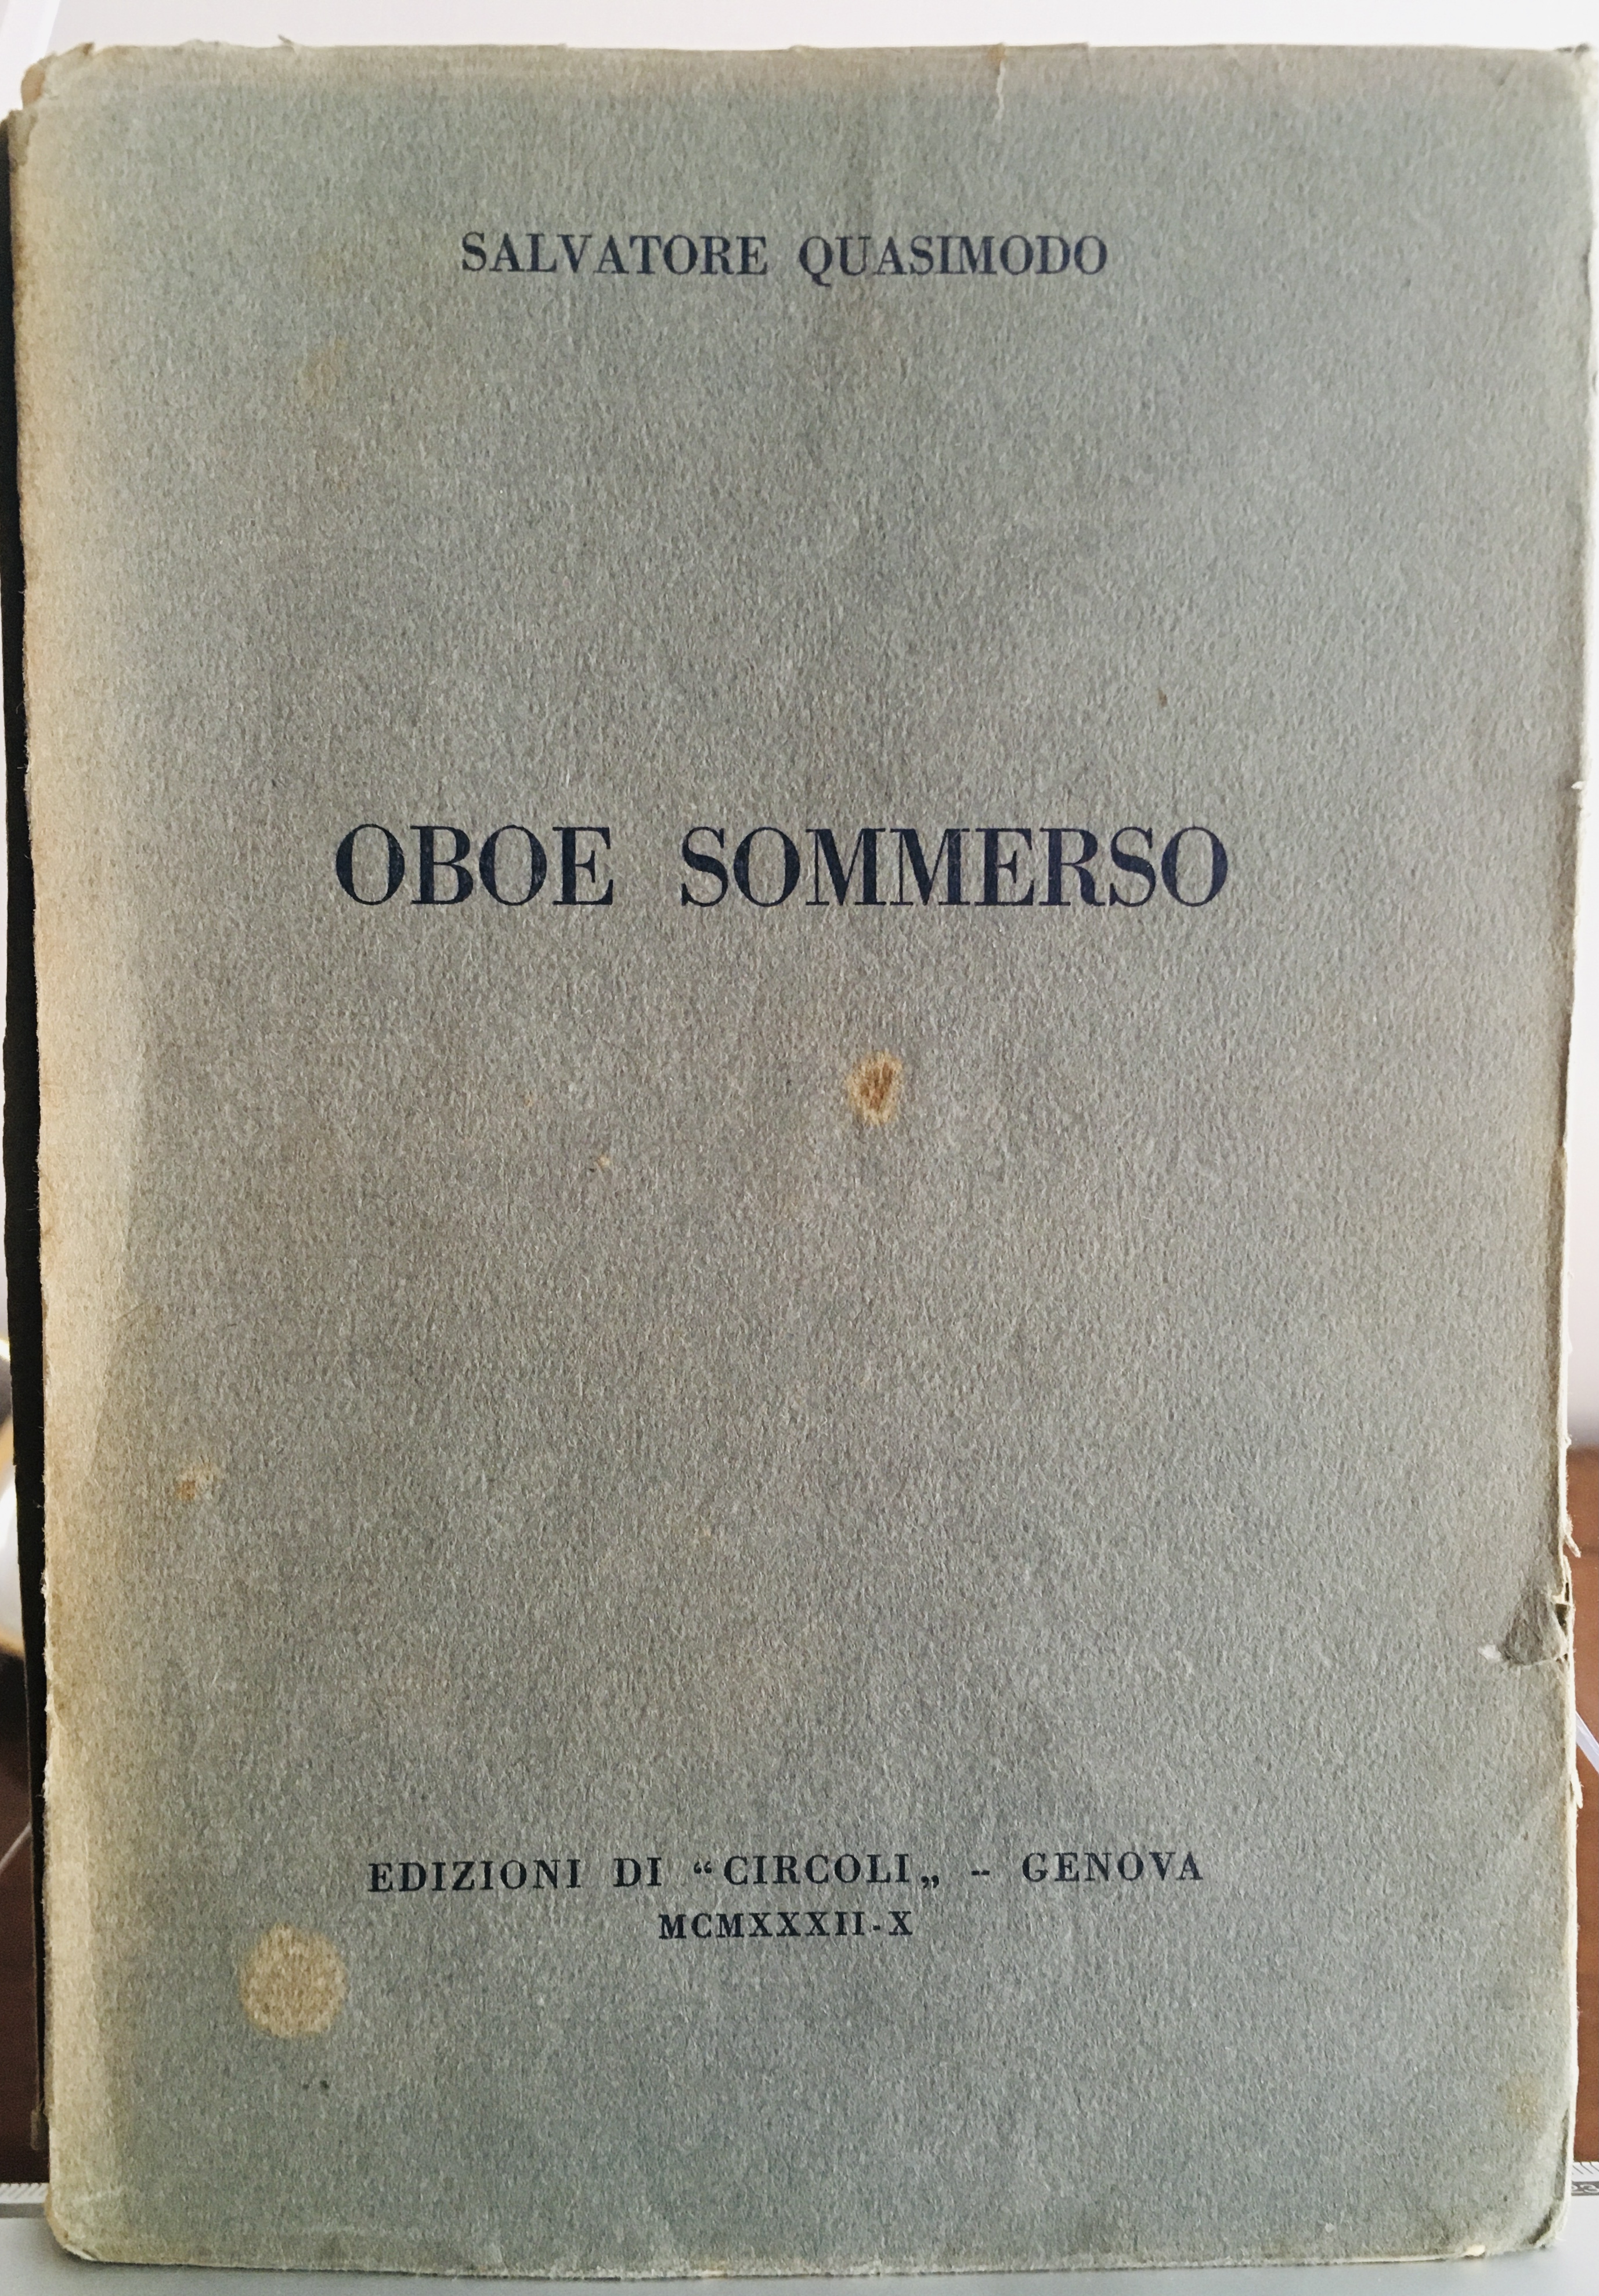 SALVATORE QUASIMODO
OBOE SOMMERSO
EDIZIONI DI “CIRCOLI„ -- GENOVA
MCMXXXII-X